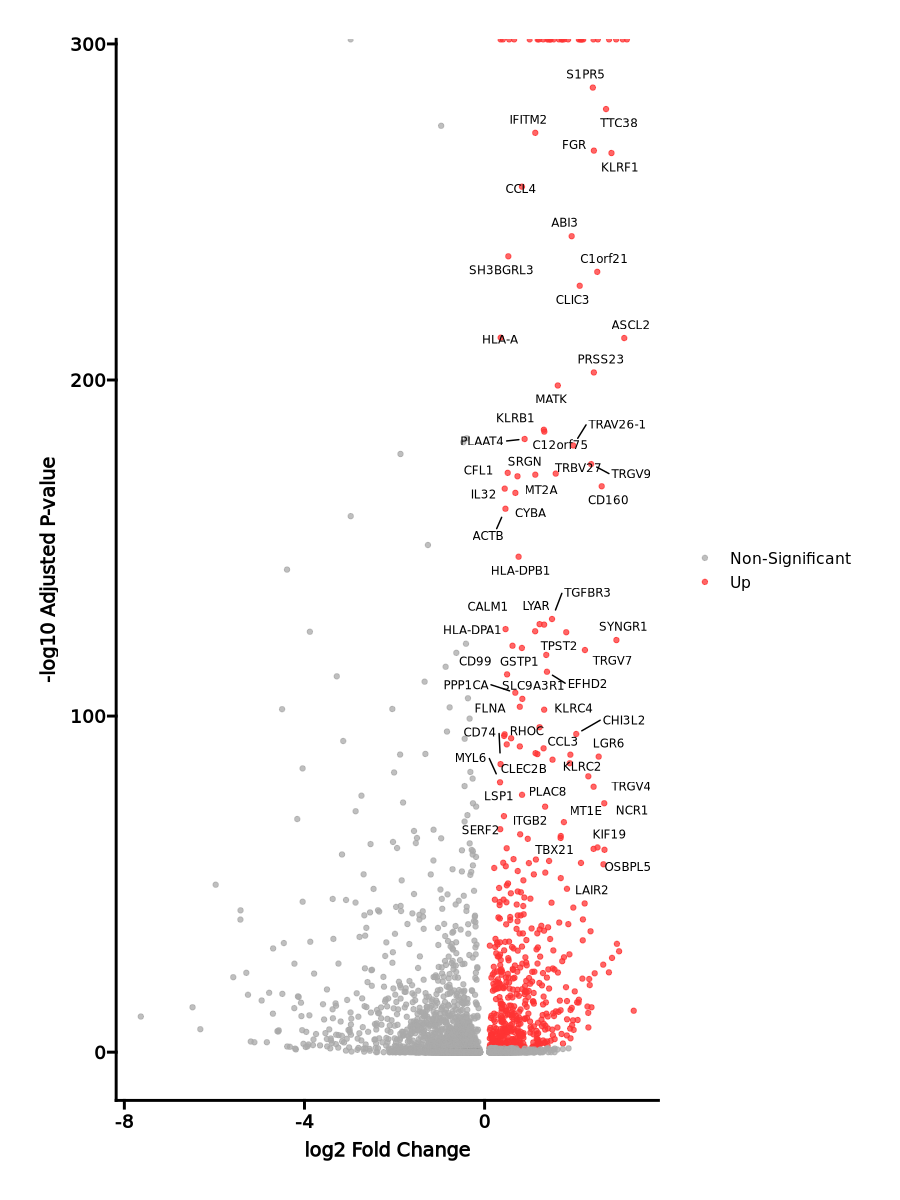 300
S1PR5
TTC38
IFITM2
FGR
KLRF1
CCL4
ABI3
C1orf21
SH3BGRL3
CLIC3
ASCL2
HLA-A
PRSS23
200
MATK
KLRB1
TRAV26-1
PLAAT4
C12orf75
SRGN
CFL1
TRBV27
TRGV9
IL32
MT2A
CD160
CYBA
ACTB
HLA-DPB1
TGFBR3
CALM1
LYAR
HLA-DPA1
SYNGR1
TPST2
CD99
GSTP1
TRGV7
PPP1CA
SLC9A3R1
EFHD2
FLNA
KLRC4
100
CHI3L2
CD74
RHOC
CCL3
LGR6
MYL6
CLEC2B
KLRC2
LSP1
PLAC8
TRGV4
MT1E
NCR1
ITGB2
SERF2
KIF19
TBX21
OSBPL5
LAIR2
0
-8
-4
0
log2 Fold Change
-log10 Adjusted P-value
Non-Significant
Up